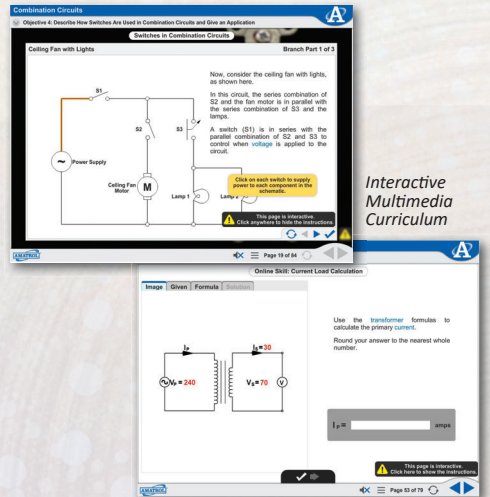 Combination Circuits
Objective 4: Describe How Switches Are Used in Combination Circuits and Give an Application
Switches in Combination Circuits
Ceiling Fan with Lights
Branch Part 1 of 3
Now, consider the ceiling fan with lights,
as shown here.
In this circuit, the series combination of
S2 and the fan motor is in parallel with
the series combination of S3 and the
lamps.
A switch (S1) is in series with the
parallel combination of S2 and S3 to
control when voltage is applied to the
circuit.
S1
S2
S3
~
Power Supply
Ceiling Fan
Motor
M
Lamp 1
Click on each switch to supply
power to each component in the
schematic.
This page is interactive.
Click anywhere to hide the instructions.
AMATROL
Page 19 of 84
Interactive
Multimedia
Curriculum
Online Skill: Current Load Calculation
Image Given Formula Solution
Use the transformer formulas to
calculate the primary current.
Round your answer to the nearest whole
number.
IP
IS = 30
VP = 240
VS = 70
V
IP =
amps
This page is interactive.
Click here to show the instructions.
AMATROL
Page 53 of 79